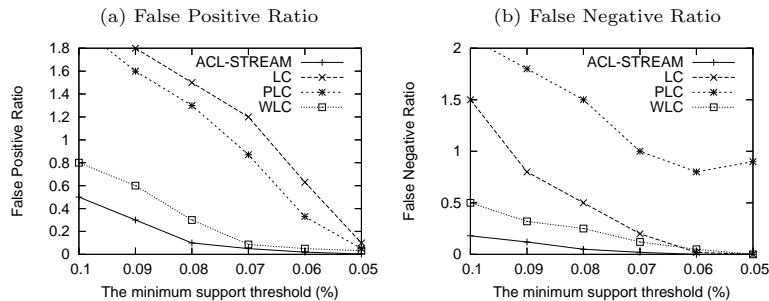 (a) False Positive Ratio
1.8
1.6
1.4
1.2
1
0.8
0.6
0.4
0.2
0
False Positive Ratio
ACL-STREAM
LC
PLC
WLC
0.1 0.09 0.08 0.07 0.06 0.05
The minimum support threshold (%)
(b) False Negative Ratio
2
1.5
1
0.5
0
False Negative Ratio
ACL-STREAM
LC
PLC
WLC
0.1 0.09 0.08 0.07 0.06 0.05
The minimum support threshold (%)